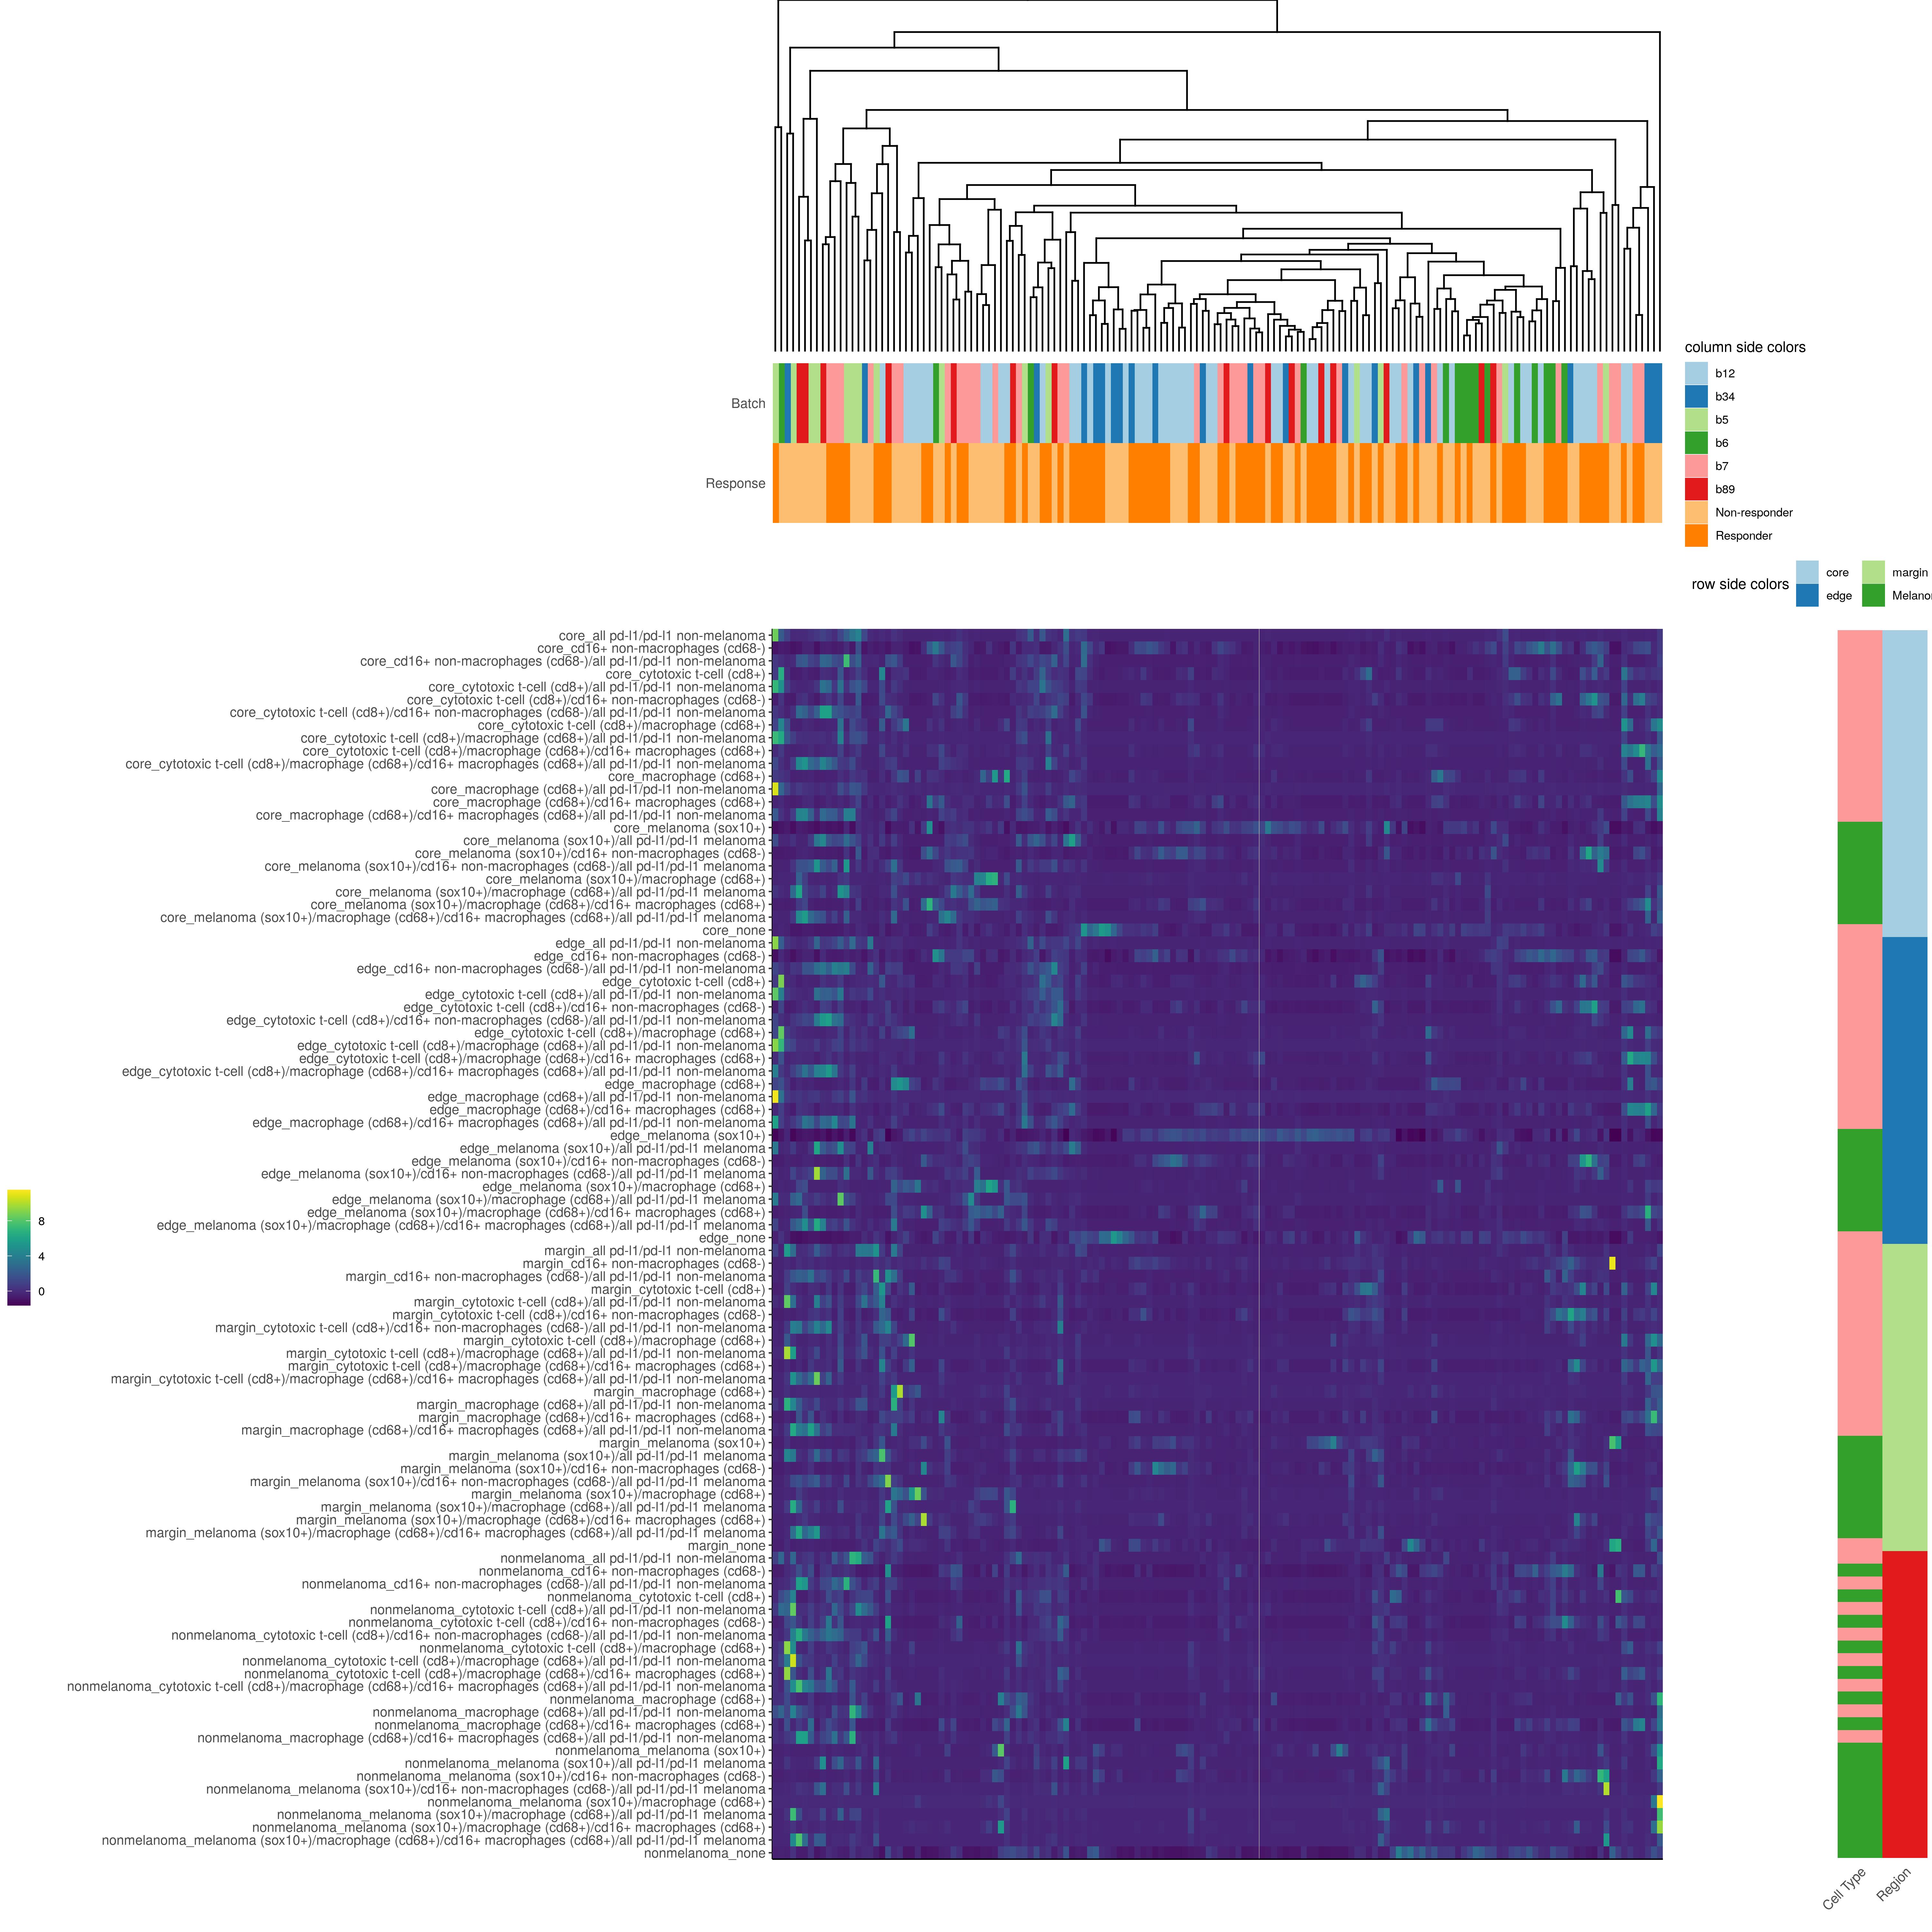 column side colors
b12
b34
b5
b6
b7
b89
Non-responder
Responder
Batch
Response
row side colors
core
margin
edge
Melano
core_all pd-l1/pd-l1 non-melanoma
core_cd16+ non-macrophages (cd68-)
core_cd16+ non-macrophages (cd68-)/all pd-l1/pd-l1 non-melanoma
core_cytotoxic t-cell (cd8+)
core_cytotoxic t-cell (cd8+)/all pd-l1/pd-l1 non-melanoma
core_cytotoxic t-cell (cd8+)/cd16+ non-macrophages (cd68-)
core_cytotoxic t-cell (cd8+)/cd16+ non-macrophages (cd68-)/all pd-l1/pd-l1 non-melanoma
core_cytotoxic t-cell (cd8+)/macrophage (cd68+)
core_cytotoxic t-cell (cd8+)/macrophage (cd68+)/all pd-l1/pd-l1 non-melanoma
core_cytotoxic t-cell (cd8+)/macrophage (cd68+)/cd16+ macrophages (cd68+)
core_cytotoxic t-cell (cd8+)/macrophage (cd68+)/cd16+ macrophages (cd68+)/all pd-l1/pd-l1 non-melanoma
core_macrophage (cd68+)
core_macrophage (cd68+)/all pd-l1/pd-l1 non-melanoma
core_macrophage (cd68+)/cd16+ macrophages (cd68+)
core_macrophage (cd68+)/cd16+ macrophages (cd68+)/all pd-l1/pd-l1 non-melanoma
core_melanoma (sox10+)
core_melanoma (sox10+)/all pd-l1/pd-l1 melanoma
core_melanoma (sox10+)/cd16+ non-macrophages (cd68-)
core_melanoma (sox10+)/cd16+ non-macrophages (cd68-)/all pd-l1/pd-l1 melanoma
core_melanoma (sox10+)/macrophage (cd68+)
core_melanoma (sox10+)/macrophage (cd68+)/all pd-l1/pd-l1 melanoma
core_melanoma (sox10+)/macrophage (cd68+)/cd16+ macrophages (cd68+)
core_melanoma (sox10+)/macrophage (cd68+)/cd16+ macrophages (cd68+)/all pd-l1/pd-l1 melanoma
core_none
edge_all pd-l1/pd-l1 non-melanoma
edge_cd16+ non-macrophages (cd68-)
edge_cd16+ non-macrophages (cd68-)/all pd-l1/pd-l1 non-melanoma
edge_cytotoxic t-cell (cd8+)
edge_cytotoxic t-cell (cd8+)/all pd-l1/pd-l1 non-melanoma
edge_cytotoxic t-cell (cd8+)/cd16+ non-macrophages (cd68-)
edge_cytotoxic t-cell (cd8+)/cd16+ non-macrophages (cd68-)/all pd-l1/pd-l1 non-melanoma
edge_cytotoxic t-cell (cd8+)/macrophage (cd68+)
edge_cytotoxic t-cell (cd8+)/macrophage (cd68+)/all pd-l1/pd-l1 non-melanoma
edge_cytotoxic t-cell (cd8+)/macrophage (cd68+)/cd16+ macrophages (cd68+)
edge_cytotoxic t-cell (cd8+)/macrophage (cd68+)/cd16+ macrophages (cd68+)/all pd-l1/pd-l1 non-melanoma
edge_macrophage (cd68+)
edge_macrophage (cd68+)/all pd-l1/pd-l1 non-melanoma
edge_macrophage (cd68+)/cd16+ macrophages (cd68+)
edge_macrophage (cd68+)/cd16+ macrophages (cd68+)/all pd-l1/pd-l1 non-melanoma
edge_melanoma (sox10+)
edge_melanoma (sox10+)/all pd-l1/pd-l1 melanoma
edge_melanoma (sox10+)/cd16+ non-macrophages (cd68-)
edge_melanoma (sox10+)/cd16+ non-macrophages (cd68-)/all pd-l1/pd-l1 melanoma
edge_melanoma (sox10+)/macrophage (cd68+)
edge_melanoma (sox10+)/macrophage (cd68+)/all pd-l1/pd-l1 melanoma
edge_melanoma (sox10+)/macrophage (cd68+)/cd16+ macrophages (cd68+)
edge_melanoma (sox10+)/macrophage (cd68+)/cd16+ macrophages (cd68+)/all pd-l1/pd-l1 melanoma
edge_none
margin_all pd-l1/pd-l1 non-melanoma
margin_cd16+ non-macrophages (cd68-)
margin_cd16+ non-macrophages (cd68-)/all pd-l1/pd-l1 non-melanoma
margin_cytotoxic t-cell (cd8+)
margin_cytotoxic t-cell (cd8+)/all pd-l1/pd-l1 non-melanoma
margin_cytotoxic t-cell (cd8+)/cd16+ non-macrophages (cd68-)
margin_cytotoxic t-cell (cd8+)/cd16+ non-macrophages (cd68-)/all pd-l1/pd-l1 non-melanoma
margin_cytotoxic t-cell (cd8+)/macrophage (cd68+)
margin_cytotoxic t-cell (cd8+)/macrophage (cd68+)/all pd-l1/pd-l1 non-melanoma
margin_cytotoxic t-cell (cd8+)/macrophage (cd68+)/cd16+ macrophages (cd68+)
margin_cytotoxic t-cell (cd8+)/macrophage (cd68+)/cd16+ macrophages (cd68+)/all pd-l1/pd-l1 non-melanoma
margin_macrophage (cd68+)
margin_macrophage (cd68+)/all pd-l1/pd-l1 non-melanoma
margin_macrophage (cd68+)/cd16+ macrophages (cd68+)
margin_macrophage (cd68+)/cd16+ macrophages (cd68+)/all pd-l1/pd-l1 non-melanoma
margin_melanoma (sox10+)
margin_melanoma (sox10+)/all pd-l1/pd-l1 melanoma
margin_melanoma (sox10+)/cd16+ non-macrophages (cd68-)
margin_melanoma (sox10+)/cd16+ non-macrophages (cd68-)/all pd-l1/pd-l1 melanoma
margin_melanoma (sox10+)/macrophage (cd68+)
margin_melanoma (sox10+)/macrophage (cd68+)/all pd-l1/pd-l1 melanoma
margin_melanoma (sox10+)/macrophage (cd68+)/cd16+ macrophages (cd68+)
margin_melanoma (sox10+)/macrophage (cd68+)/cd16+ macrophages (cd68+)/all pd-l1/pd-l1 melanoma
margin_none
nonmelanoma_all pd-l1/pd-l1 non-melanoma
nonmelanoma_cd16+ non-macrophages (cd68-)
nonmelanoma_cd16+ non-macrophages (cd68-)/all pd-l1/pd-l1 non-melanoma
nonmelanoma_cytotoxic t-cell (cd8+)
nonmelanoma_cytotoxic t-cell (cd8+)/all pd-l1/pd-l1 non-melanoma
nonmelanoma_cytotoxic t-cell (cd8+)/cd16+ non-macrophages (cd68-)
nonmelanoma_cytotoxic t-cell (cd8+)/cd16+ non-macrophages (cd68-)/all pd-l1/pd-l1 non-melanoma
nonmelanoma_cytotoxic t-cell (cd8+)/macrophage (cd68+)
nonmelanoma_cytotoxic t-cell (cd8+)/macrophage (cd68+)/all pd-l1/pd-l1 non-melanoma
nonmelanoma_cytotoxic t-cell (cd8+)/macrophage (cd68+)/cd16+ macrophages (cd68+)
nonmelanoma_cytotoxic t-cell (cd8+)/macrophage (cd68+)/cd16+ macrophages (cd68+)/all pd-l1/pd-l1 non-melanoma
nonmelanoma_macrophage (cd68+)
nonmelanoma_macrophage (cd68+)/all pd-l1/pd-l1 non-melanoma
nonmelanoma_macrophage (cd68+)/cd16+ macrophages (cd68+)
nonmelanoma_macrophage (cd68+)/cd16+ macrophages (cd68+)/all pd-l1/pd-l1 non-melanoma
nonmelanoma_melanoma (sox10+)
nonmelanoma_melanoma (sox10+)/all pd-l1/pd-l1 melanoma
nonmelanoma_melanoma (sox10+)/cd16+ non-macrophages (cd68-)
nonmelanoma_melanoma (sox10+)/cd16+ non-macrophages (cd68-)/all pd-l1/pd-l1 melanoma
nonmelanoma_melanoma (sox10+)/macrophage (cd68+)
nonmelanoma_melanoma (sox10+)/macrophage (cd68+)/all pd-l1/pd-l1 melanoma
nonmelanoma_melanoma (sox10+)/macrophage (cd68+)/cd16+ macrophages (cd68+)
nonmelanoma_melanoma (sox10+)/macrophage (cd68+)/cd16+ macrophages (cd68+)/all pd-l1/pd-l1 melanoma
nonmelanoma_none
8
4
0
Cell Type
Region